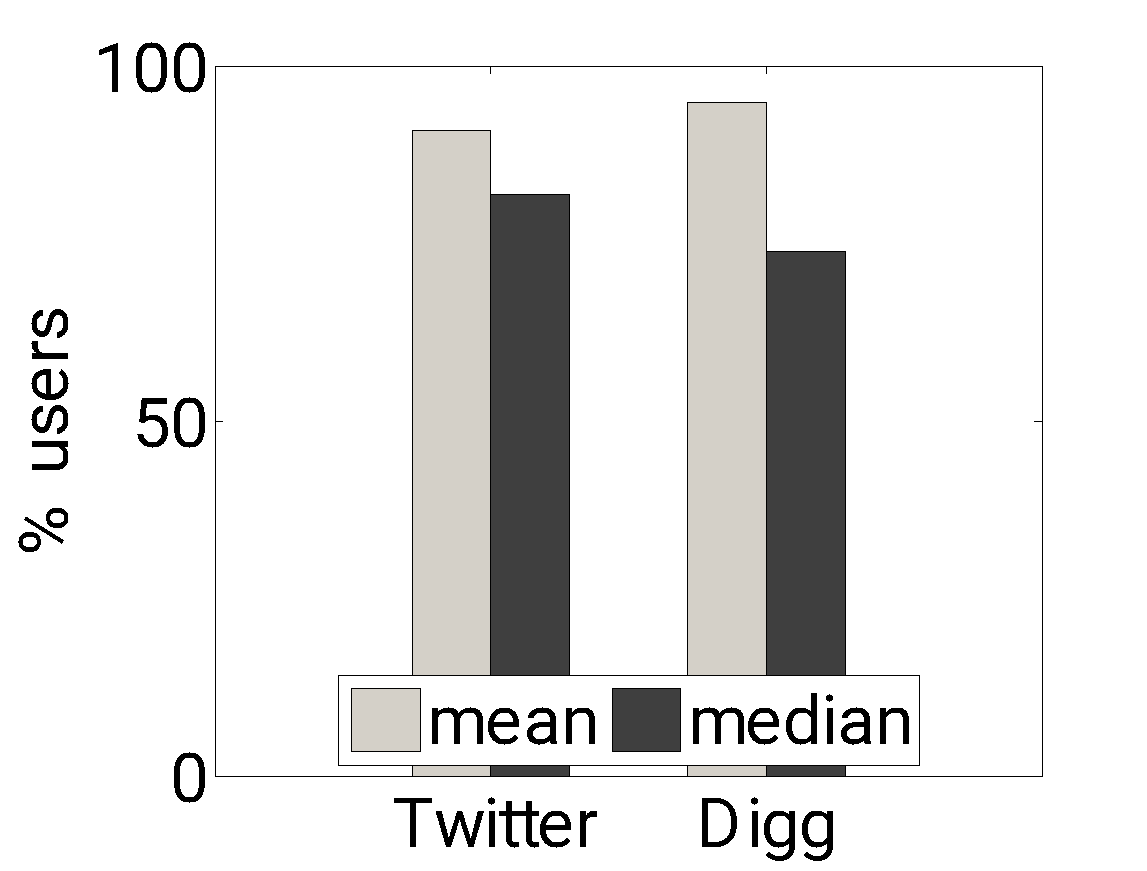 100
50
0
% users
mean median
Twitter Digg